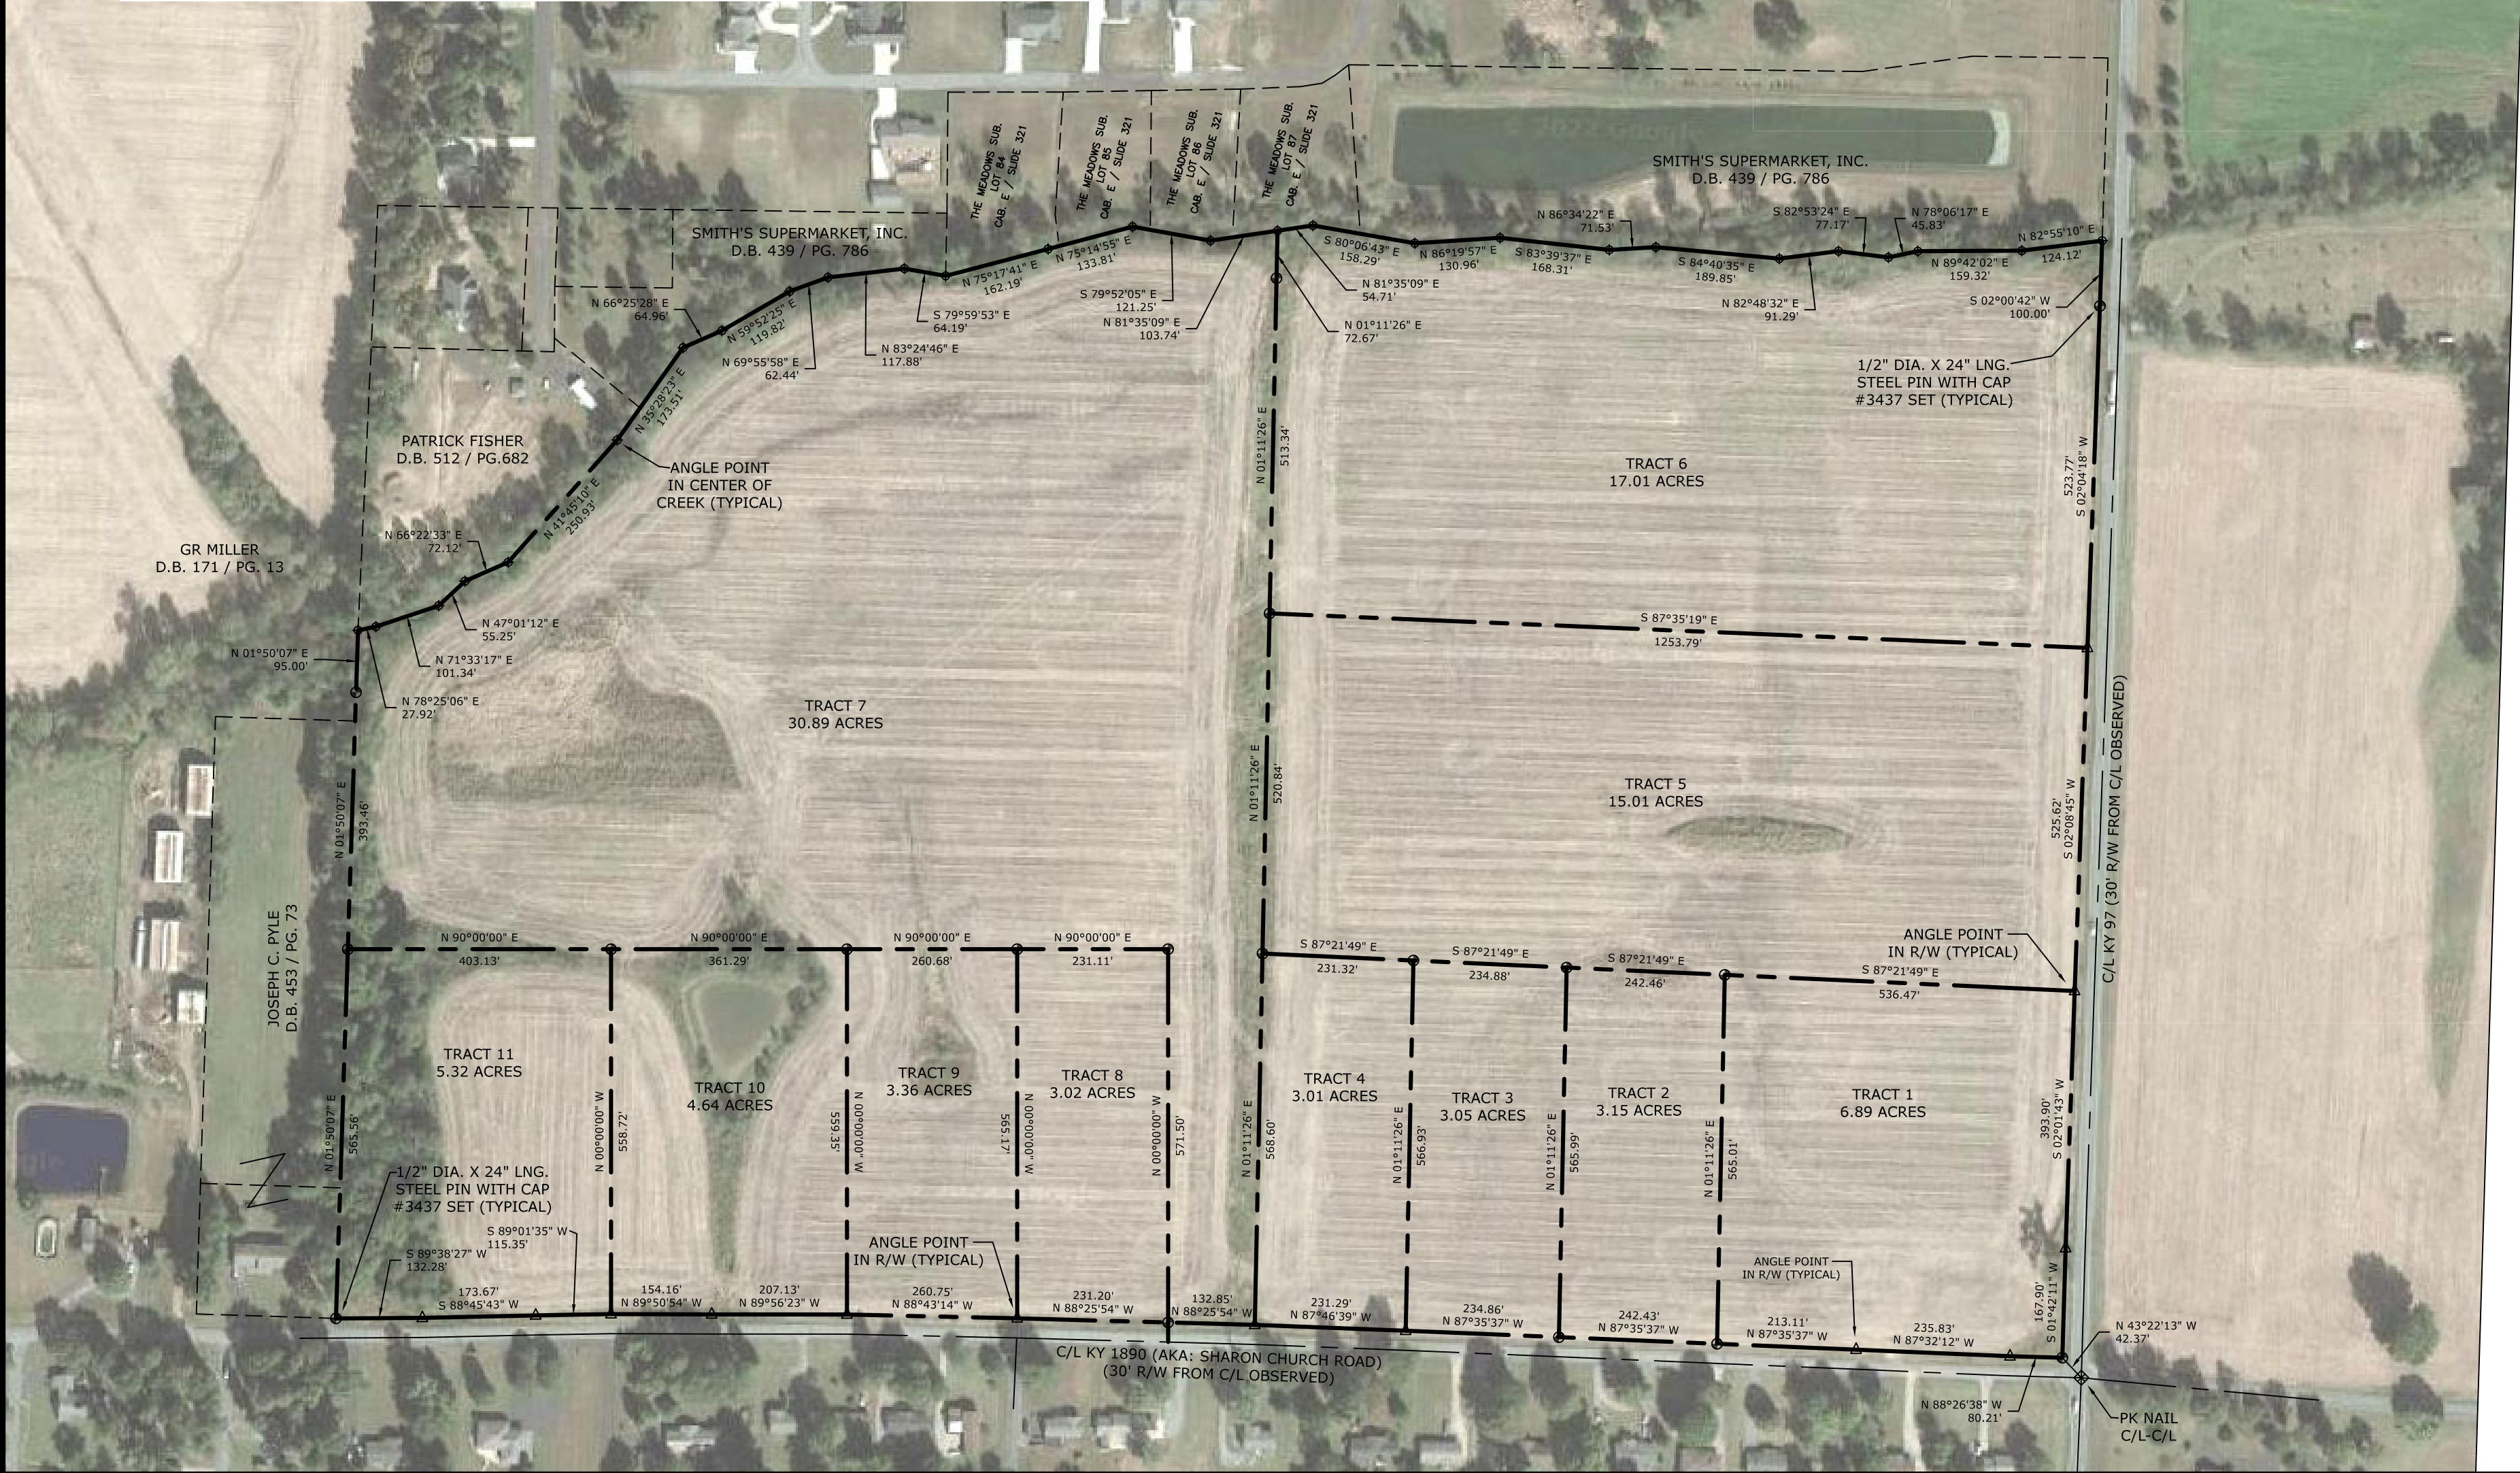 THE MEADOWS SUB.
LOT 84
CAB. E / SLIDE 321
THE MEADOWS SUB.
LOT 85
CAB. E / SLIDE 321
THE MEADOWS SUB.
LOT 86
CAB. E / SLIDE 321
THE MEADOWS SUB.
LOT 87
CAB. E / SLIDE 321
SMITH'S SUPERMARKET, INC.
D.B. 439 / PG. 786
SMITH'S SUPERMARKET, INC.
D.B. 439 / PG. 786
N 66°25'28" E
64.96'
N 59°52'25" E
119.82'
N 69°55'58" E
62.44'
N 83°24'46" E
117.88'
S 79°59'53" E
64.19'
N 75°17'41" E
162.19'
N 75°14'55" E
133.81'
S 79°52'05" E
121.25'
N 81°35'09" E
103.74'
N 81°35'09" E
54.71'
N 01°11'26" E
72.67'
S 80°06'43" E
158.29'
N 86°19'57" E
130.96'
S 83°39'37" E
168.31'
N 86°34'22" E
71.53'
S 84°40'35" E
189.85'
N 82°48'32" E
91.29'
S 82°53'24" E
77.17'
N 78°06'17" E
45.83'
N 89°42'02" E
159.32'
N 82°55'10" E
124.12'
S 02°00'42" W
100.00'
1/2" DIA. X 24" LNG.
STEEL PIN WITH CAP
#3437 SET (TYPICAL)
N 35°28'23" E
173.51'
PATRICK FISHER
D.B. 512 / PG.682
ANGLE POINT
IN CENTER OF
CREEK (TYPICAL)
N 41°45'10" E
250.93'
GR MILLER
D.B. 171 / PG. 13
N 66°22'33" E
72.12'
N 47°01'12" E
55.25'
N 71°33'17" E
101.34'
N 01°50'07" E
95.00'
N 78°25'06" E
27.92'
N 01°11'26" E
513.34'
TRACT 6
17.01 ACRES
523.77'
S 02°04'18" W
S 87°35'19" E
1253.79'
TRACT 7
30.89 ACRES
N 01°50'07" E
393.46'
N 01°11'26" E
520.84'
TRACT 5
15.01 ACRES
525.62'
S 02°08'45" W
C/L KY 97 (30' R/W FROM C/L OBSERVED)
JOSEPH C. PYLE
D.B. 453 / PG. 73
N 90°00'00" E
403.13'
N 90°00'00" E
361.29'
N 90°00'00" E
260.68'
N 90°00'00" E
231.11'
S 87°21'49" E
231.32'
S 87°21'49" E
234.88'
S 87°21'49" E
242.46'
S 87°21'49" E
536.47'
ANGLE POINT
IN R/W (TYPICAL)
N 01°50'07" E
565.56'
TRACT 11
5.32 ACRES
N 00°00'00" W
558.72'
TRACT 10
4.64 ACRES
N 00°00'00" W
559.35'
TRACT 9
3.36 ACRES
N 00°00'00" W
565.17'
TRACT 8
3.02 ACRES
N 00°00'00" W
571.50'
N 01°11'26" E
568.60'
TRACT 4
3.01 ACRES
N 01°11'26" E
566.93'
TRACT 3
3.05 ACRES
N 01°11'26" E
565.99'
TRACT 2
3.15 ACRES
N 01°11'26" E
565.01'
TRACT 1
6.89 ACRES
393.90'
S 02°01'43" W
1/2" DIA. X 24" LNG.
STEEL PIN WITH CAP
#3437 SET (TYPICAL)
S 89°38'27" W
132.28'
S 89°01'35" W
115.35'
ANGLE POINT
IN R/W (TYPICAL)
ANGLE POINT
IN R/W (TYPICAL)
173.67'
S 88°45'43" W
154.16'
N 89°50'54" W
207.13'
N 89°56'23" W
260.75'
N 88°43'14" W
231.20'
N 88°25'54" W
132.85'
N 88°25'54" W
231.29'
N 87°46'39" W
234.86'
N 87°35'37" W
242.43'
N 87°35'37" W
213.11'
N 87°35'37" W
235.83'
N 87°32'12" W
167.90'
S 01°42'11" W
N 43°22'13" W
42.37'
C/L KY 1890 (AKA: SHARON CHURCH ROAD)
(30' R/W FROM C/L OBSERVED)
N 88°26'38" W
80.21'
PK NAIL
C/L-C/L